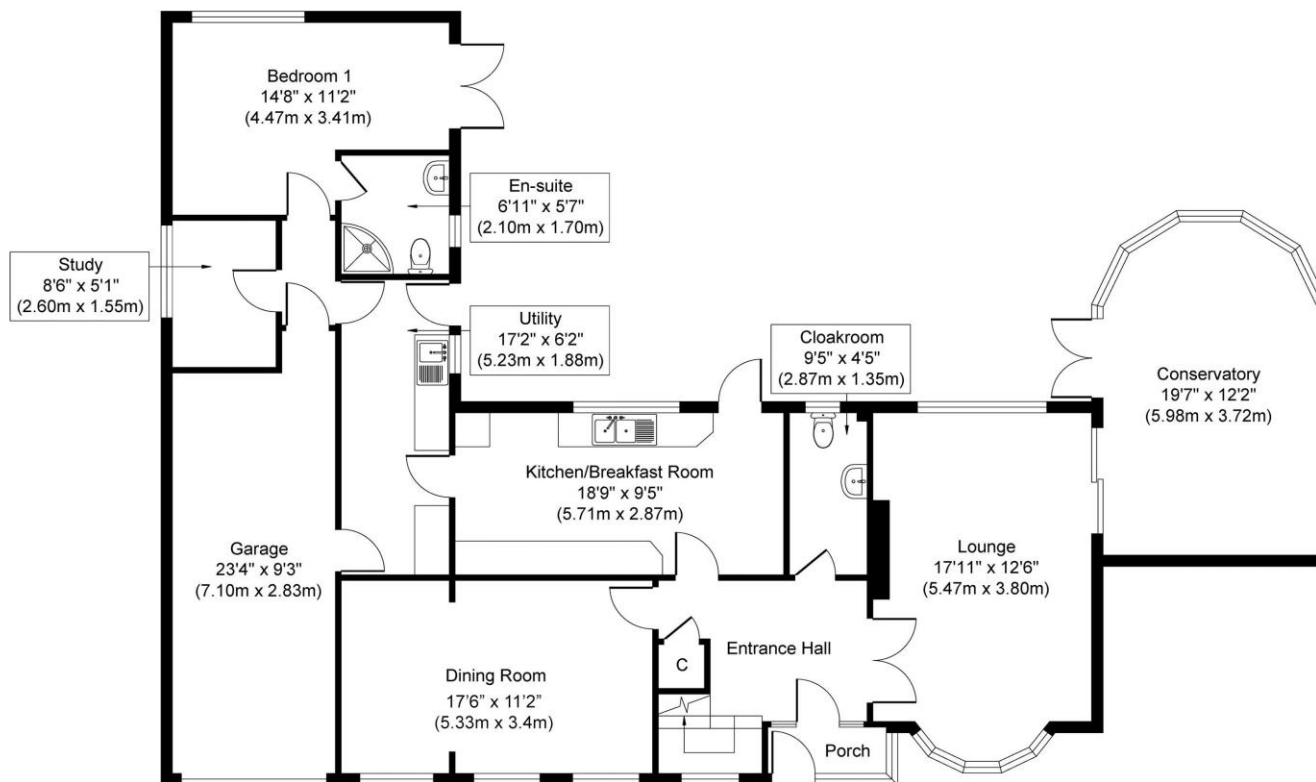 Bedroom 1
14'8" x 11'2"
(4.47m x 3.41m)
En-suite
6'11" x 5'7"
(2.10m x 1.70m)
Study
8'6" x 5'1"
(2.60m x 1.55m)
Utility
17'2" x 6'2"
(5.23m x 1.88m)
Cloakroom
9'5" x 4'5"
(2.87m x 1.35m)
Conservatory
19'7" x 12'2"
(5.98m x 3.72m)
Kitchen/Breakfast Room
18'9" x 9'5"
(5.71m x 2.87m)
Garage
23'4" x 9'3"
(7.10m x 2.83m)
Lounge
17'11" x 12'6"
(5.47m x 3.80m)
Entrance Hall
C
Dining Room
17'6” x 11’2”
(5.33m x 3.4m)
Porch